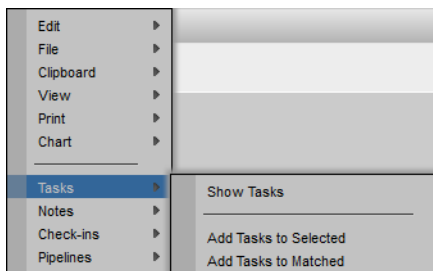 Edit
File
Clipboard
View
Print
Chart
Tasks
Notes
Check-ins
Pipelines
Show Tasks
Add Tasks to Selected
Add Tasks to Matched